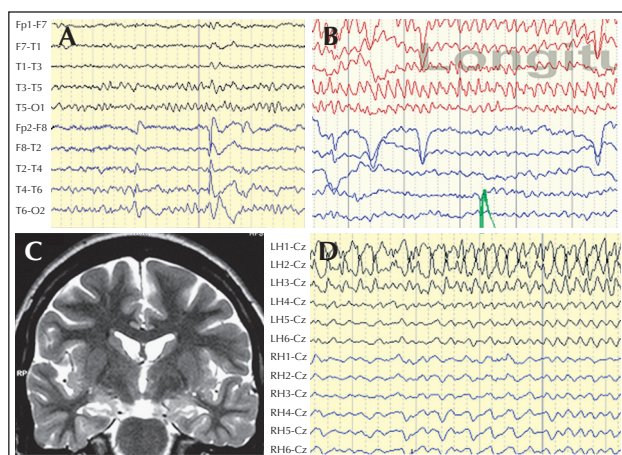 A
Fp1-F7
F7-T1
T1-T3
T3-T5
T5-O1
Fp2-F8
F8-T2
T2-T4
T4-T6
T6-O2
B
Longitu
C
RP
D
LH1-Cz
LH2-Cz
LH3-Cz
LH4-Cz
LH5-Cz
LH6-Cz
RH1-Cz
RH2-Cz
RH3-Cz
RH4-Cz
RH5-Cz
RH6-Cz